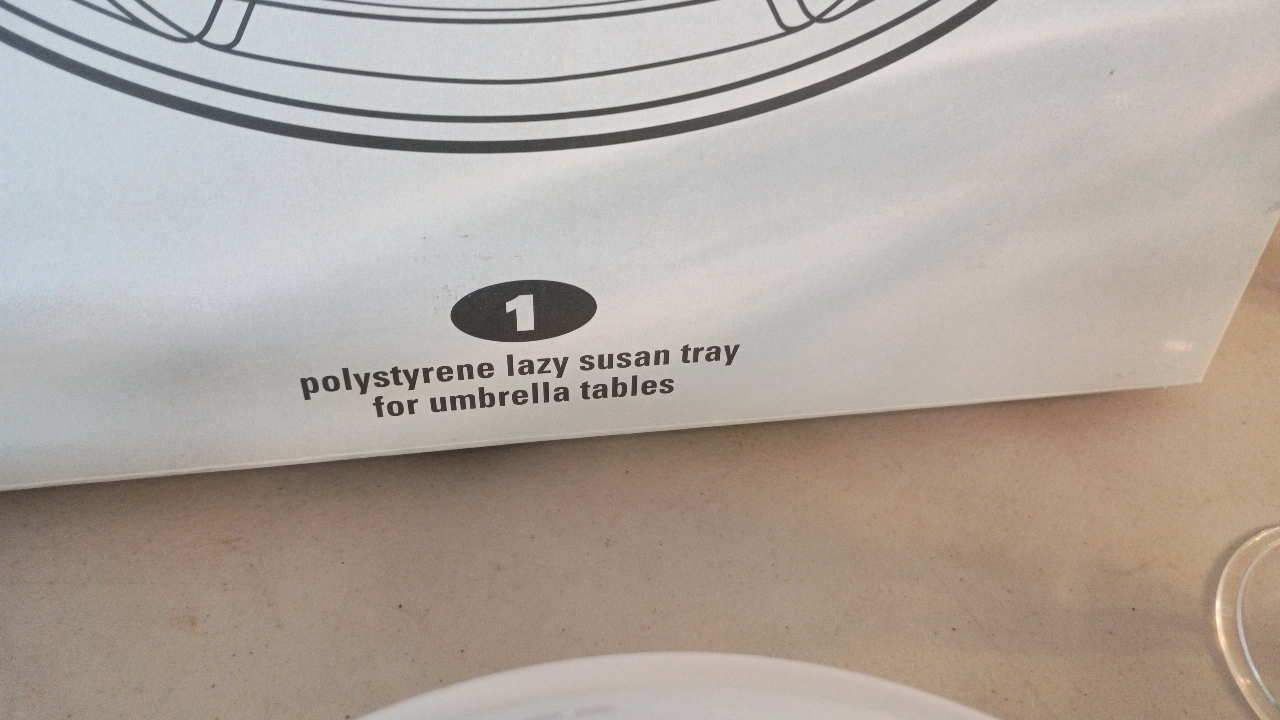 1
polystyrene lazy susan tray
for umbrella tables